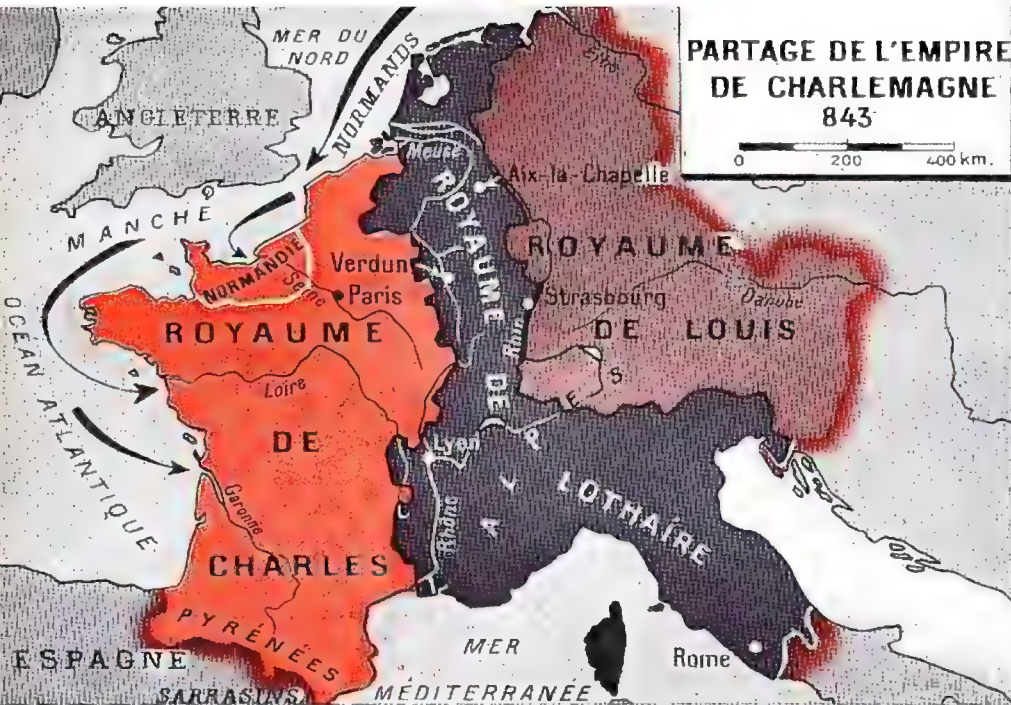 PARTAGE DE L'EMPIRE
DE CHARLEMAGNE
843
0 200 400 km.
MER DU
NORD
NORMANDS
ANGLETERRE
Elbe
Meuse
Aix-la-Chapelle
MANCHE
ROYAUME DE
LOTHAIRE
ROYAUME
DE LOUIS
NORMANDIE
Seine
Verdun
Paris
Strasbourg
Danube
Rhin
OCÉAN ATLANTIQUE
ROYAUME
DE
CHARLES
Loire
Lyon
ALPES
Garonne
Rhône
PYRÉNÉES
ESPAGNE
SARRASINS
MER
MÉDITERRANÉE
Rome